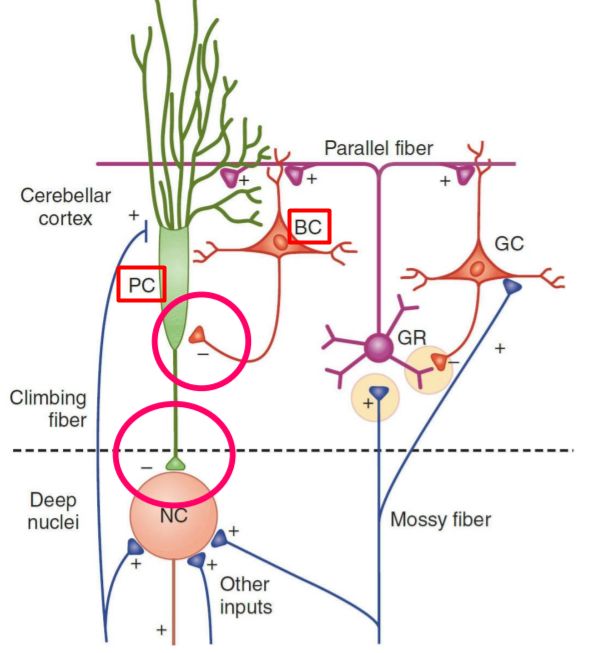 Parallel fiber
+
+
+
Cerebellar
cortex
+
BC
GC
PC
GR
−
−
+
+
Climbing
fiber
−
Deep
nuclei
NC
Mossy fiber
+
+
+
Other
inputs
+